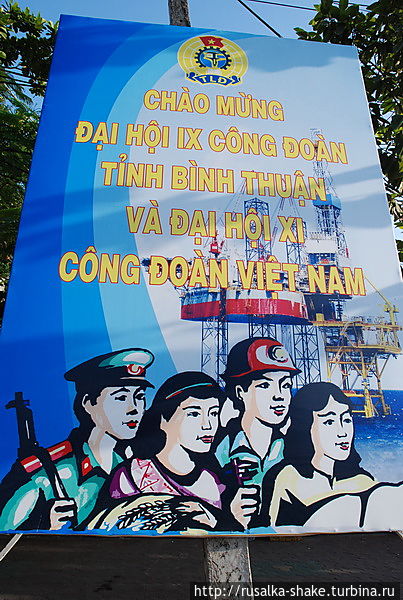 TLĐ
CHÀO MỪNG
ĐẠI HỘI IX CÔNG ĐOÀN
TỈNH BÌNH THUẬN
VÀ ĐẠI HỘI XI
CÔNG ĐOÀN VIỆT NAM
© http://rusalka-shake.turbina.ru